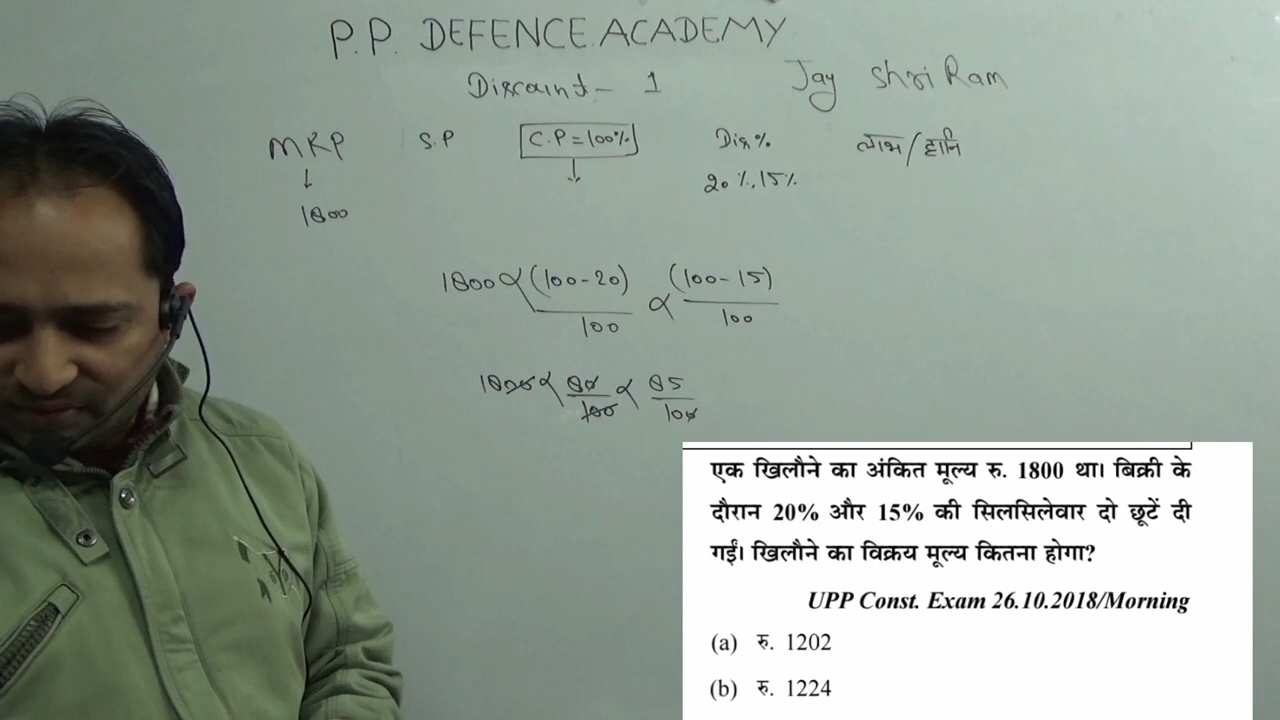 P.P. DEFENCE ACADEMY
Discount - 1 Jay Shri Ram
MRP S.P C.P = 100% Dis% लाभ/हानि
↓ ↓ 20%, 15%
1800
1800 × (100-20)/100 × (100-15)/100
1800 × 80/100 × 85/100
एक खिलौने का अंकित मूल्य रु. 1800 था। बिक्री के
दौरान 20% और 15% की सिलसिलेवार दो छूटें दी
गईं। खिलौने का विक्रय मूल्य कितना होगा?
UPP Const. Exam 26.10.2018/Morning
(a) रु. 1202
(b) रु. 1224